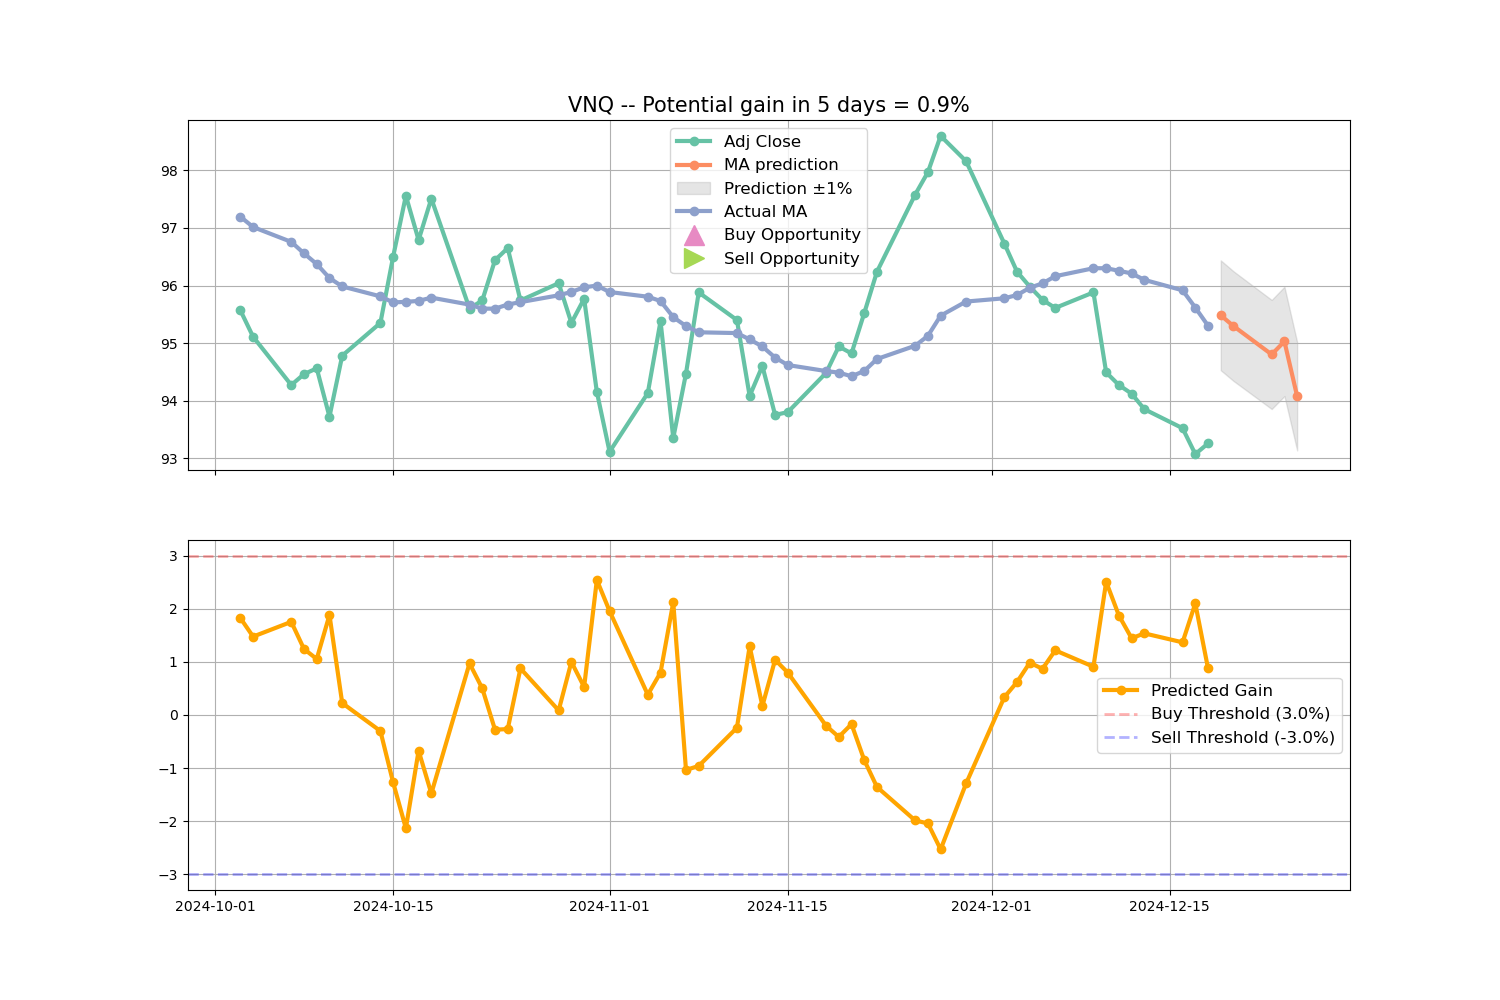 VNQ -- Potential gain in 5 days = 0.9%
Adj Close
MA prediction
Prediction ±1%
Actual MA
Buy Opportunity
Sell Opportunity
98
97
96
95
94
93
3
2
1
0
−1
−2
−3
Predicted Gain
Buy Threshold (3.0%)
Sell Threshold (-3.0%)
2024-10-01
2024-10-15
2024-11-01
2024-11-15
2024-12-01
2024-12-15